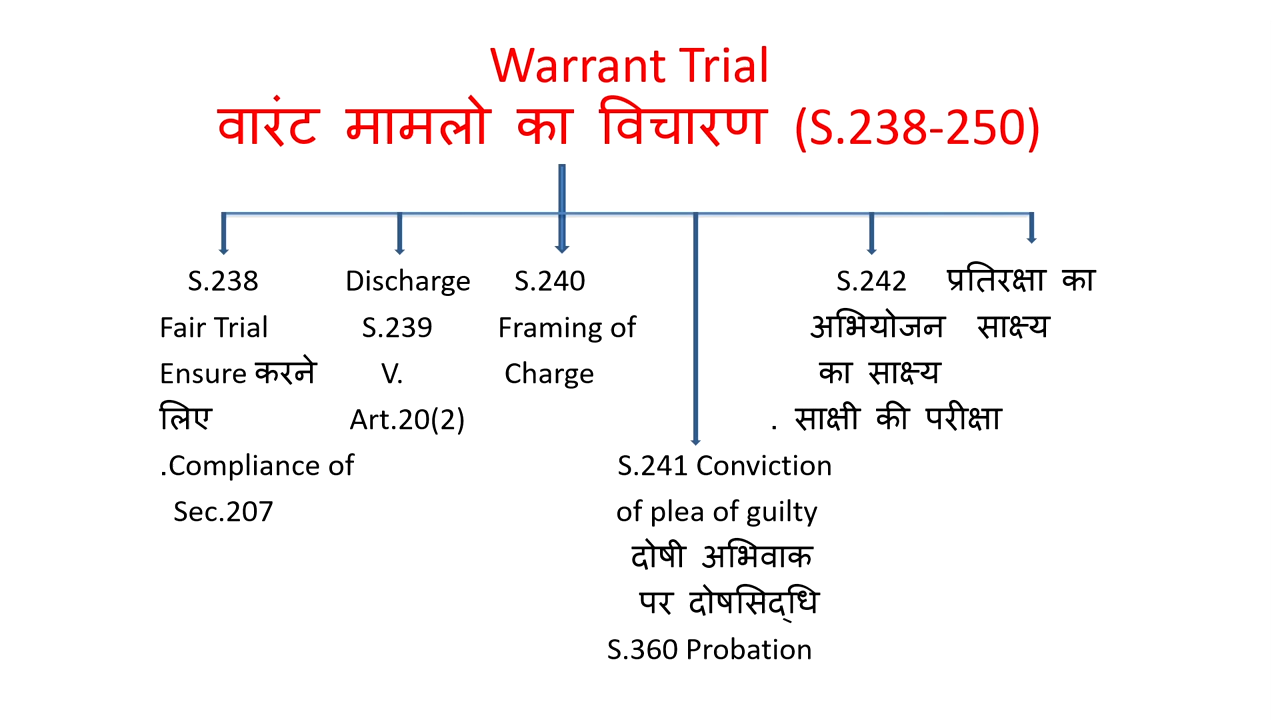 Warrant Trial
वारंट मामलो का विचारण (S.238-250)
S.238 Discharge S.240 S.242 प्रतिरक्षा का
Fair Trial S.239 Framing of अभियोजन साक्ष्य
Ensure करने V. Charge का साक्ष्य
लिए Art.20(2) . साक्षी की परीक्षा
.Compliance of S.241 Conviction
Sec.207 of plea of guilty
दोषी अभिवाक
पर दोषसिद्धि
S.360 Probation